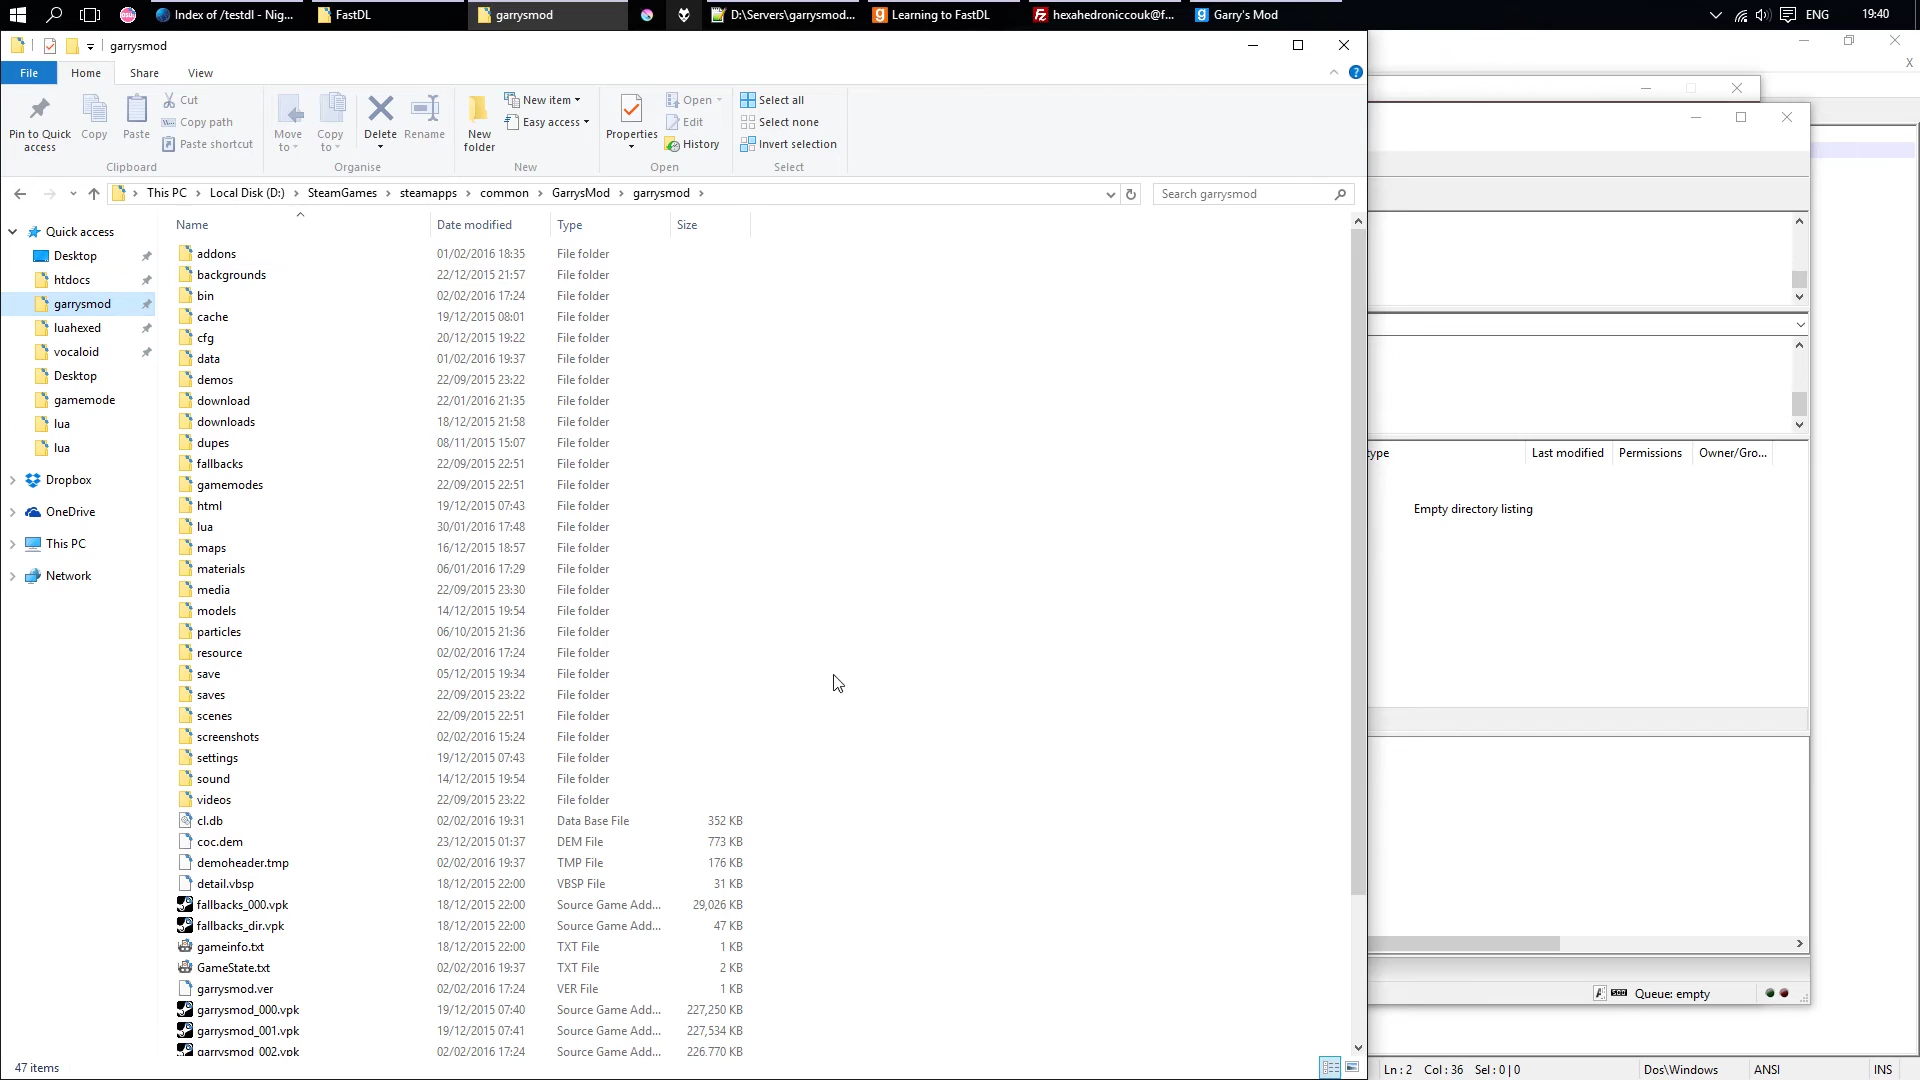 Index of /testdl - Nig...
FastDL
garrysmod
D:\Servers\garrysmod...
Learning to FastDL
hexahedroniccouk@f...
Garry's Mod
ENG
19:40
garrysmod
File
Home
Share
View
Pin to Quick access
Copy
Paste
Cut
Copy path
Paste shortcut
Clipboard
Move to
Copy to
Delete
Rename
Organise
New folder
New item
Easy access
New
Properties
Open
Edit
History
Open
Select all
Select none
Invert selection
Select
This PC
Local Disk (D:)
SteamGames
steamapps
common
GarrysMod
garrysmod
Search garrysmod
Quick access
Desktop
htdocs
garrysmod
luahexed
vocaloid
Desktop
gamemode
lua
lua
Dropbox
OneDrive
This PC
Network
Name Date modified Type Size
addons 01/02/2016 18:35 File folder
backgrounds 22/12/2015 21:57 File folder
bin 02/02/2016 17:24 File folder
cache 19/12/2015 08:01 File folder
cfg 20/12/2015 19:22 File folder
data 01/02/2016 19:37 File folder
demos 22/09/2015 23:22 File folder
download 22/01/2016 21:35 File folder
downloads 18/12/2015 21:58 File folder
dupes 08/11/2015 15:07 File folder
fallbacks 22/09/2015 22:51 File folder
gamemodes 22/09/2015 22:51 File folder
html 19/12/2015 07:43 File folder
lua 30/01/2016 17:48 File folder
maps 16/12/2015 18:57 File folder
materials 06/01/2016 17:29 File folder
media 22/09/2015 23:30 File folder
models 14/12/2015 19:54 File folder
particles 06/10/2015 21:36 File folder
resource 02/02/2016 17:24 File folder
save 05/12/2015 19:34 File folder
saves 22/09/2015 23:22 File folder
scenes 22/09/2015 22:51 File folder
screenshots 02/02/2016 15:24 File folder
settings 19/12/2015 07:43 File folder
sound 14/12/2015 19:54 File folder
videos 22/09/2015 23:22 File folder
cl.db 02/02/2016 19:31 Data Base File 352 KB
coc.dem 23/12/2015 01:37 DEM File 773 KB
demoheader.tmp 02/02/2016 19:37 TMP File 176 KB
detail.vbsp 18/12/2015 22:00 VBSP File 31 KB
fallbacks_000.vpk 18/12/2015 22:00 Source Game Add... 29,026 KB
fallbacks_dir.vpk 18/12/2015 22:00 Source Game Add... 47 KB
gameinfo.txt 18/12/2015 22:00 TXT File 1 KB
GameState.txt 02/02/2016 19:37 TXT File 2 KB
garrysmod.ver 02/02/2016 17:24 VER File 1 KB
garrysmod_000.vpk 19/12/2015 07:40 Source Game Add... 227,250 KB
garrysmod_001.vpk 19/12/2015 07:41 Source Game Add... 227,534 KB
garrysmod_002.vpk 02/02/2016 17:24 Source Game Add... 226,770 KB
47 items
ype
Last modified
Permissions
Owner/Gro...
Empty directory listing
Queue: empty
Ln : 2 Col : 36 Sel : 0 | 0
Dos\Windows
ANSI
INS